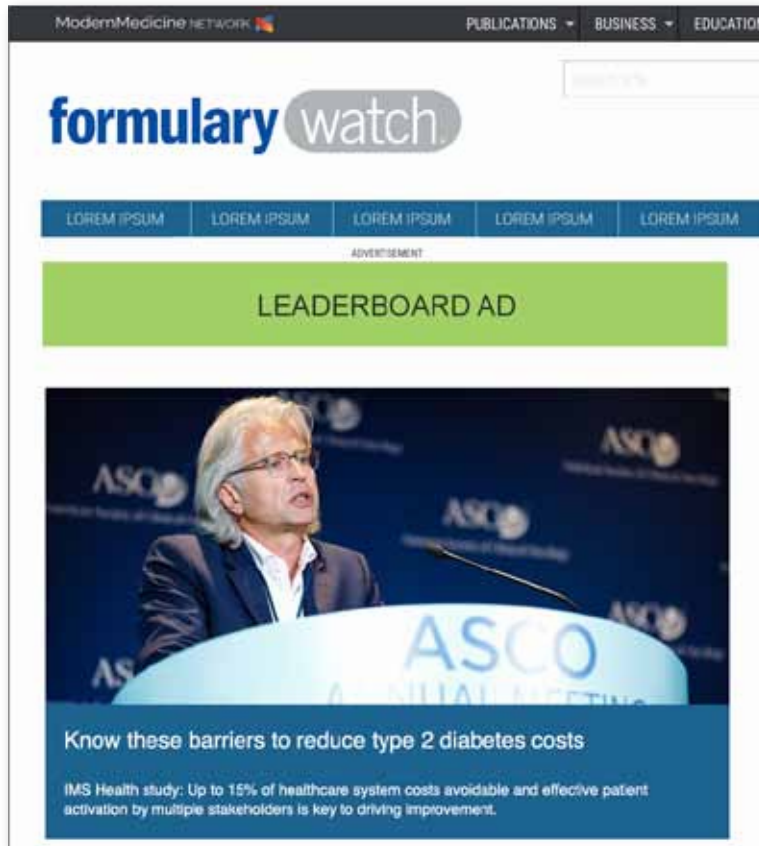 ModernMedicine NETWORK
PUBLICATIONS BUSINESS EDUCATION
formulary watch.
LOREM IPSUM LOREM IPSUM LOREM IPSUM LOREM IPSUM LOREM IPSUM
ADVERTISEMENT
LEADERBOARD AD
ASCO
ASCO
ASCO
ASCO
ASCO
AS
ASCO
ANNUAL MEETING
Know these barriers to reduce type 2 diabetes costs
IMS Health study: Up to 15% of healthcare system costs avoidable and effective patient
activation by multiple stakeholders is key to driving improvement.